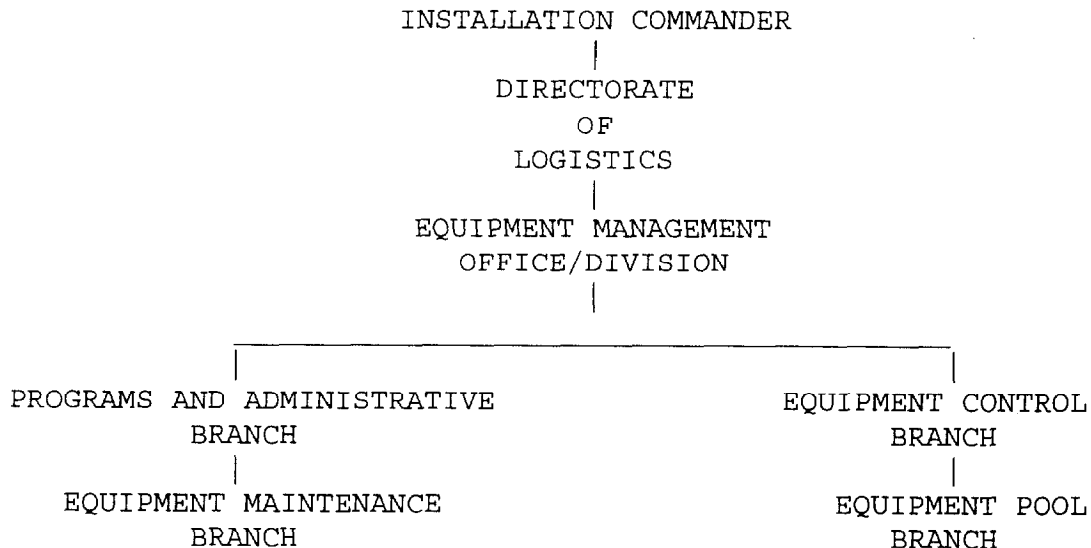 INSTALLATION COMMANDER
DIRECTORATE
OF
LOGISTICS
EQUIPMENT MANAGEMENT
OFFICE/DIVISION
PROGRAMS AND ADMINISTRATIVE
BRANCH
EQUIPMENT CONTROL
BRANCH
EQUIPMENT MAINTENANCE
BRANCH
EQUIPMENT POOL
BRANCH